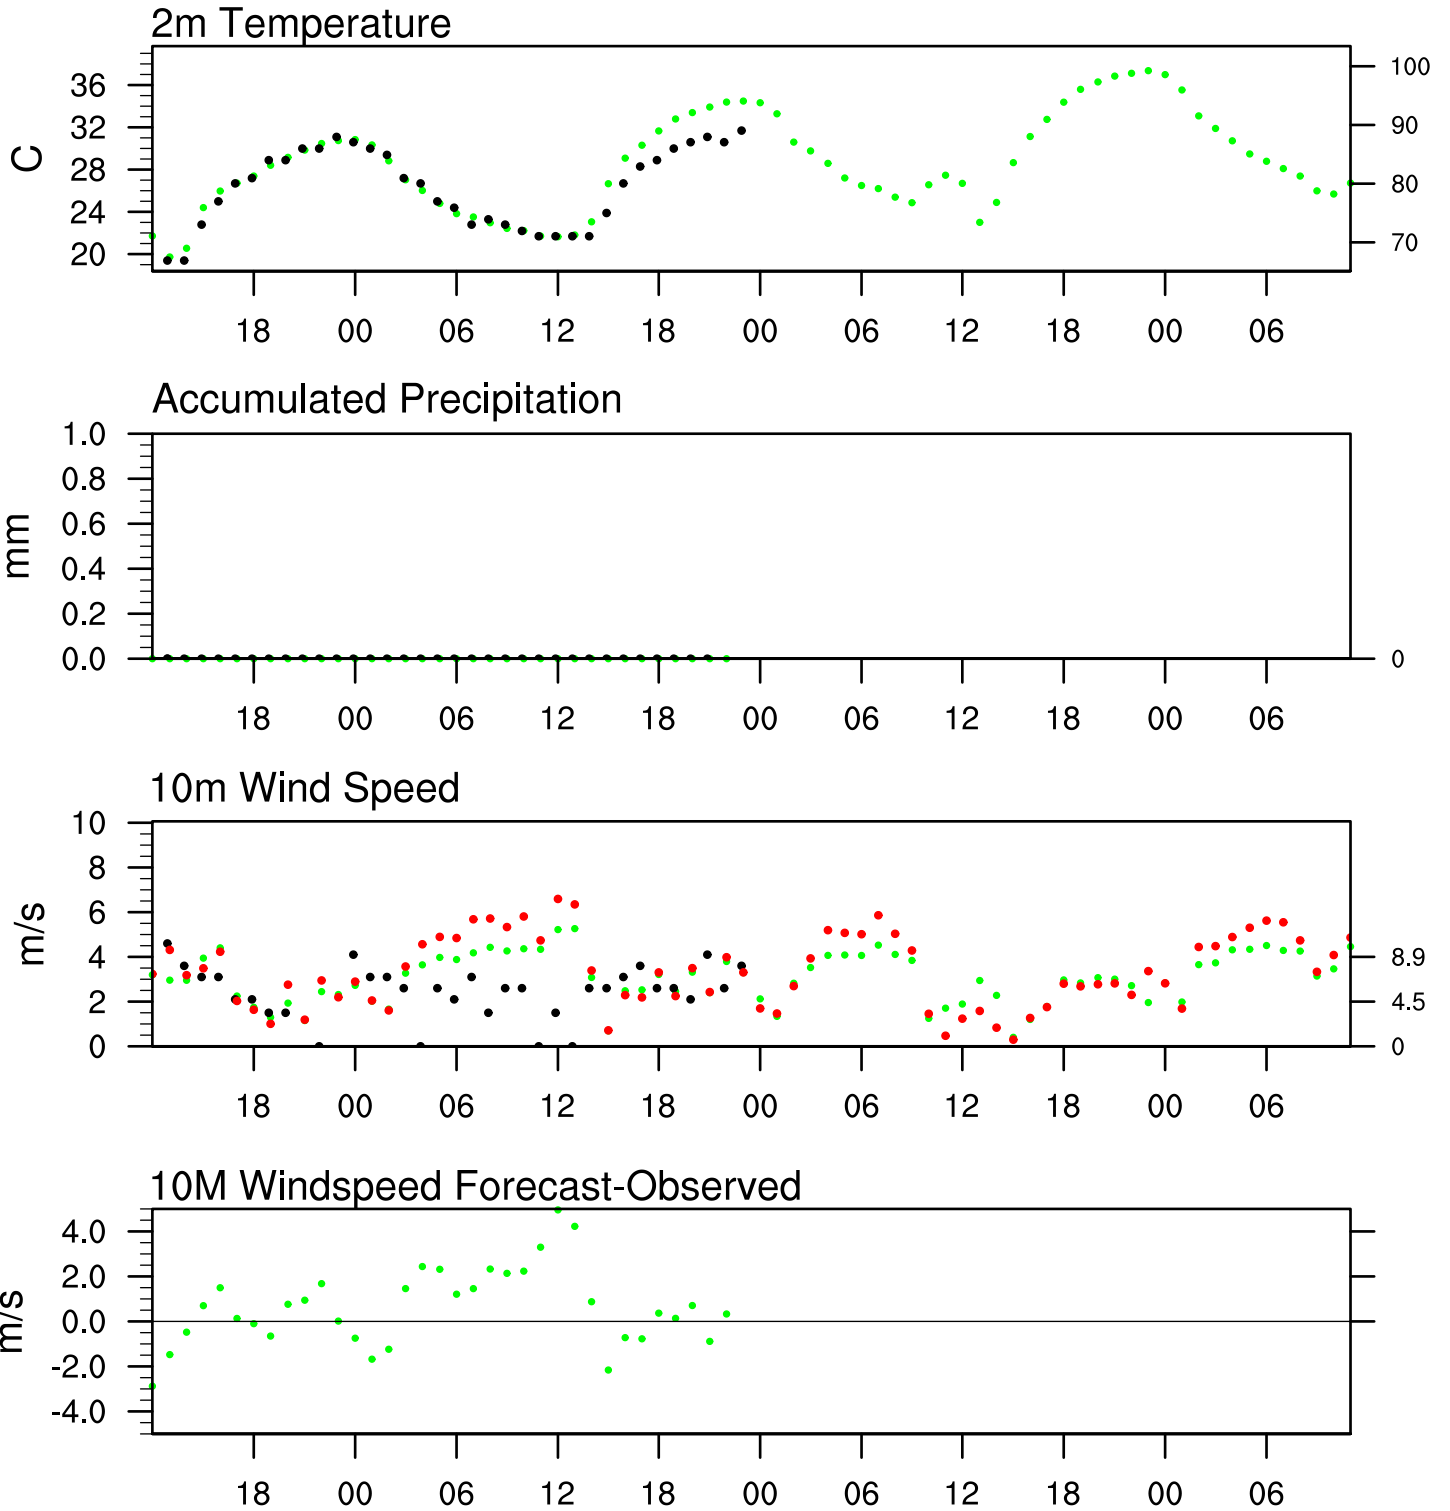 2m Temperature
36
32
28
24
20
C
100
90
80
70
18 00 06 12 18 00 06 12 18 00 06
Accumulated Precipitation
1.0
0.8
0.6
0.4
0.2
0.0
mm
0
18 00 06 12 18 00 06 12 18 00 06
10m Wind Speed
10
8
6
4
2
0
m/s
8.9
4.5
0
18 00 06 12 18 00 06 12 18 00 06
10M Windspeed Forecast-Observed
4.0
2.0
0.0
-2.0
-4.0
m/s
18 00 06 12 18 00 06 12 18 00 06